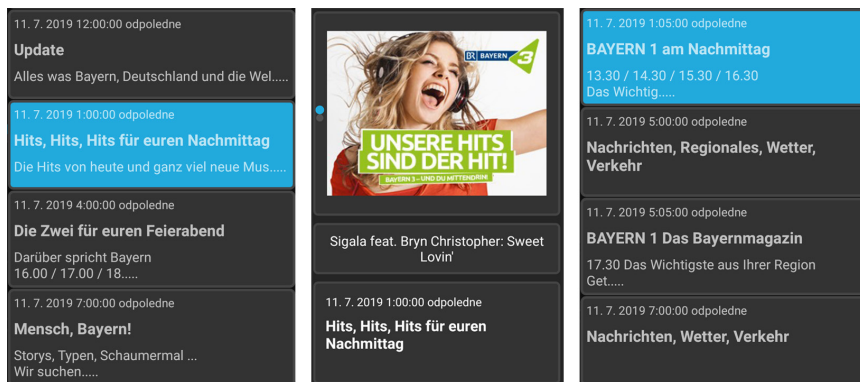 11. 7. 2019 12:00:00 odpoledne
Update
Alles was Bayern, Deutschland und die Wel.....
11. 7. 2019 1:00:00 odpoledne
Hits, Hits, Hits für euren Nachmittag
Die Hits von heute und ganz viel neue Mus.....
11. 7. 2019 4:00:00 odpoledne
Die Zwei für euren Feierabend
Darüber spricht Bayern
16.00 / 17.00 / 18.....
11. 7. 2019 7:00:00 odpoledne
Mensch, Bayern!
Storys, Typen, Schaumermal ...
Wir suchen.....
BR BAYERN 3
UNSERE HITS
SIND DER HIT!
BAYERN 3 – UND DU MITTENDRIN!
Sigala feat. Bryn Christopher: Sweet
Lovin'
11. 7. 2019 1:00:00 odpoledne
Hits, Hits, Hits für euren
Nachmittag
11. 7. 2019 1:05:00 odpoledne
BAYERN 1 am Nachmittag
13.30 / 14.30 / 15.30 / 16.30
Das Wichtig.....
11. 7. 2019 5:00:00 odpoledne
Nachrichten, Regionales, Wetter,
Verkehr
11. 7. 2019 5:05:00 odpoledne
BAYERN 1 Das Bayernmagazin
17.30 Das Wichtigste aus Ihrer Region
Get.....
11. 7. 2019 7:00:00 odpoledne
Nachrichten, Wetter, Verkehr